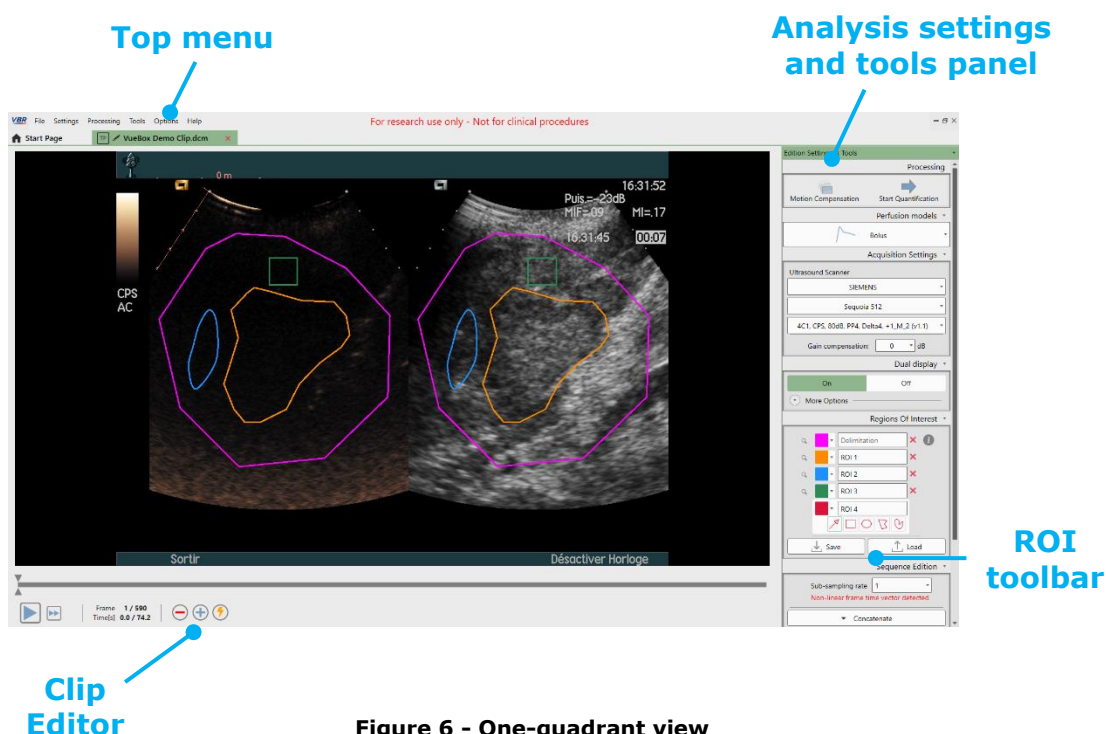 Top menu
Analysis settings
and tools panel
VBR File Settings Processing Tools Options Help
For research use only - Not for clinical procedures
Start Page
VueBox Demo Clip.dcm
Edition Settings Tools
Processing
Motion Compensation
Start Quantification
Perfusion models
Bolus
Acquisition Settings
Ultrasound Scanner
SIEMENS
Sequoia 512
4C1, CPS, 80dB, PP4, Delta4, +1_M_2 (v1.1)
Gain compensation: 0 dB
Dual display
On Off
More Options
Regions Of Interest
Delimitation
ROI 1
ROI 2
ROI 3
ROI 4
Save Load
Sequence Edition
Sub-sampling rate 1
Non-linear frame time vector detected
Concatenate
0 m
16:31:52
Puis.=-23dB
MIF=.09 MI=.17
16:31:45 00:07
CPS
AC
Sortir
Désactiver Horloge
Frame 1 / 590
Time[s] 0.0 / 74.2
ROI
toolbar
Clip
Editor
Figure 6 - One-quadrant view